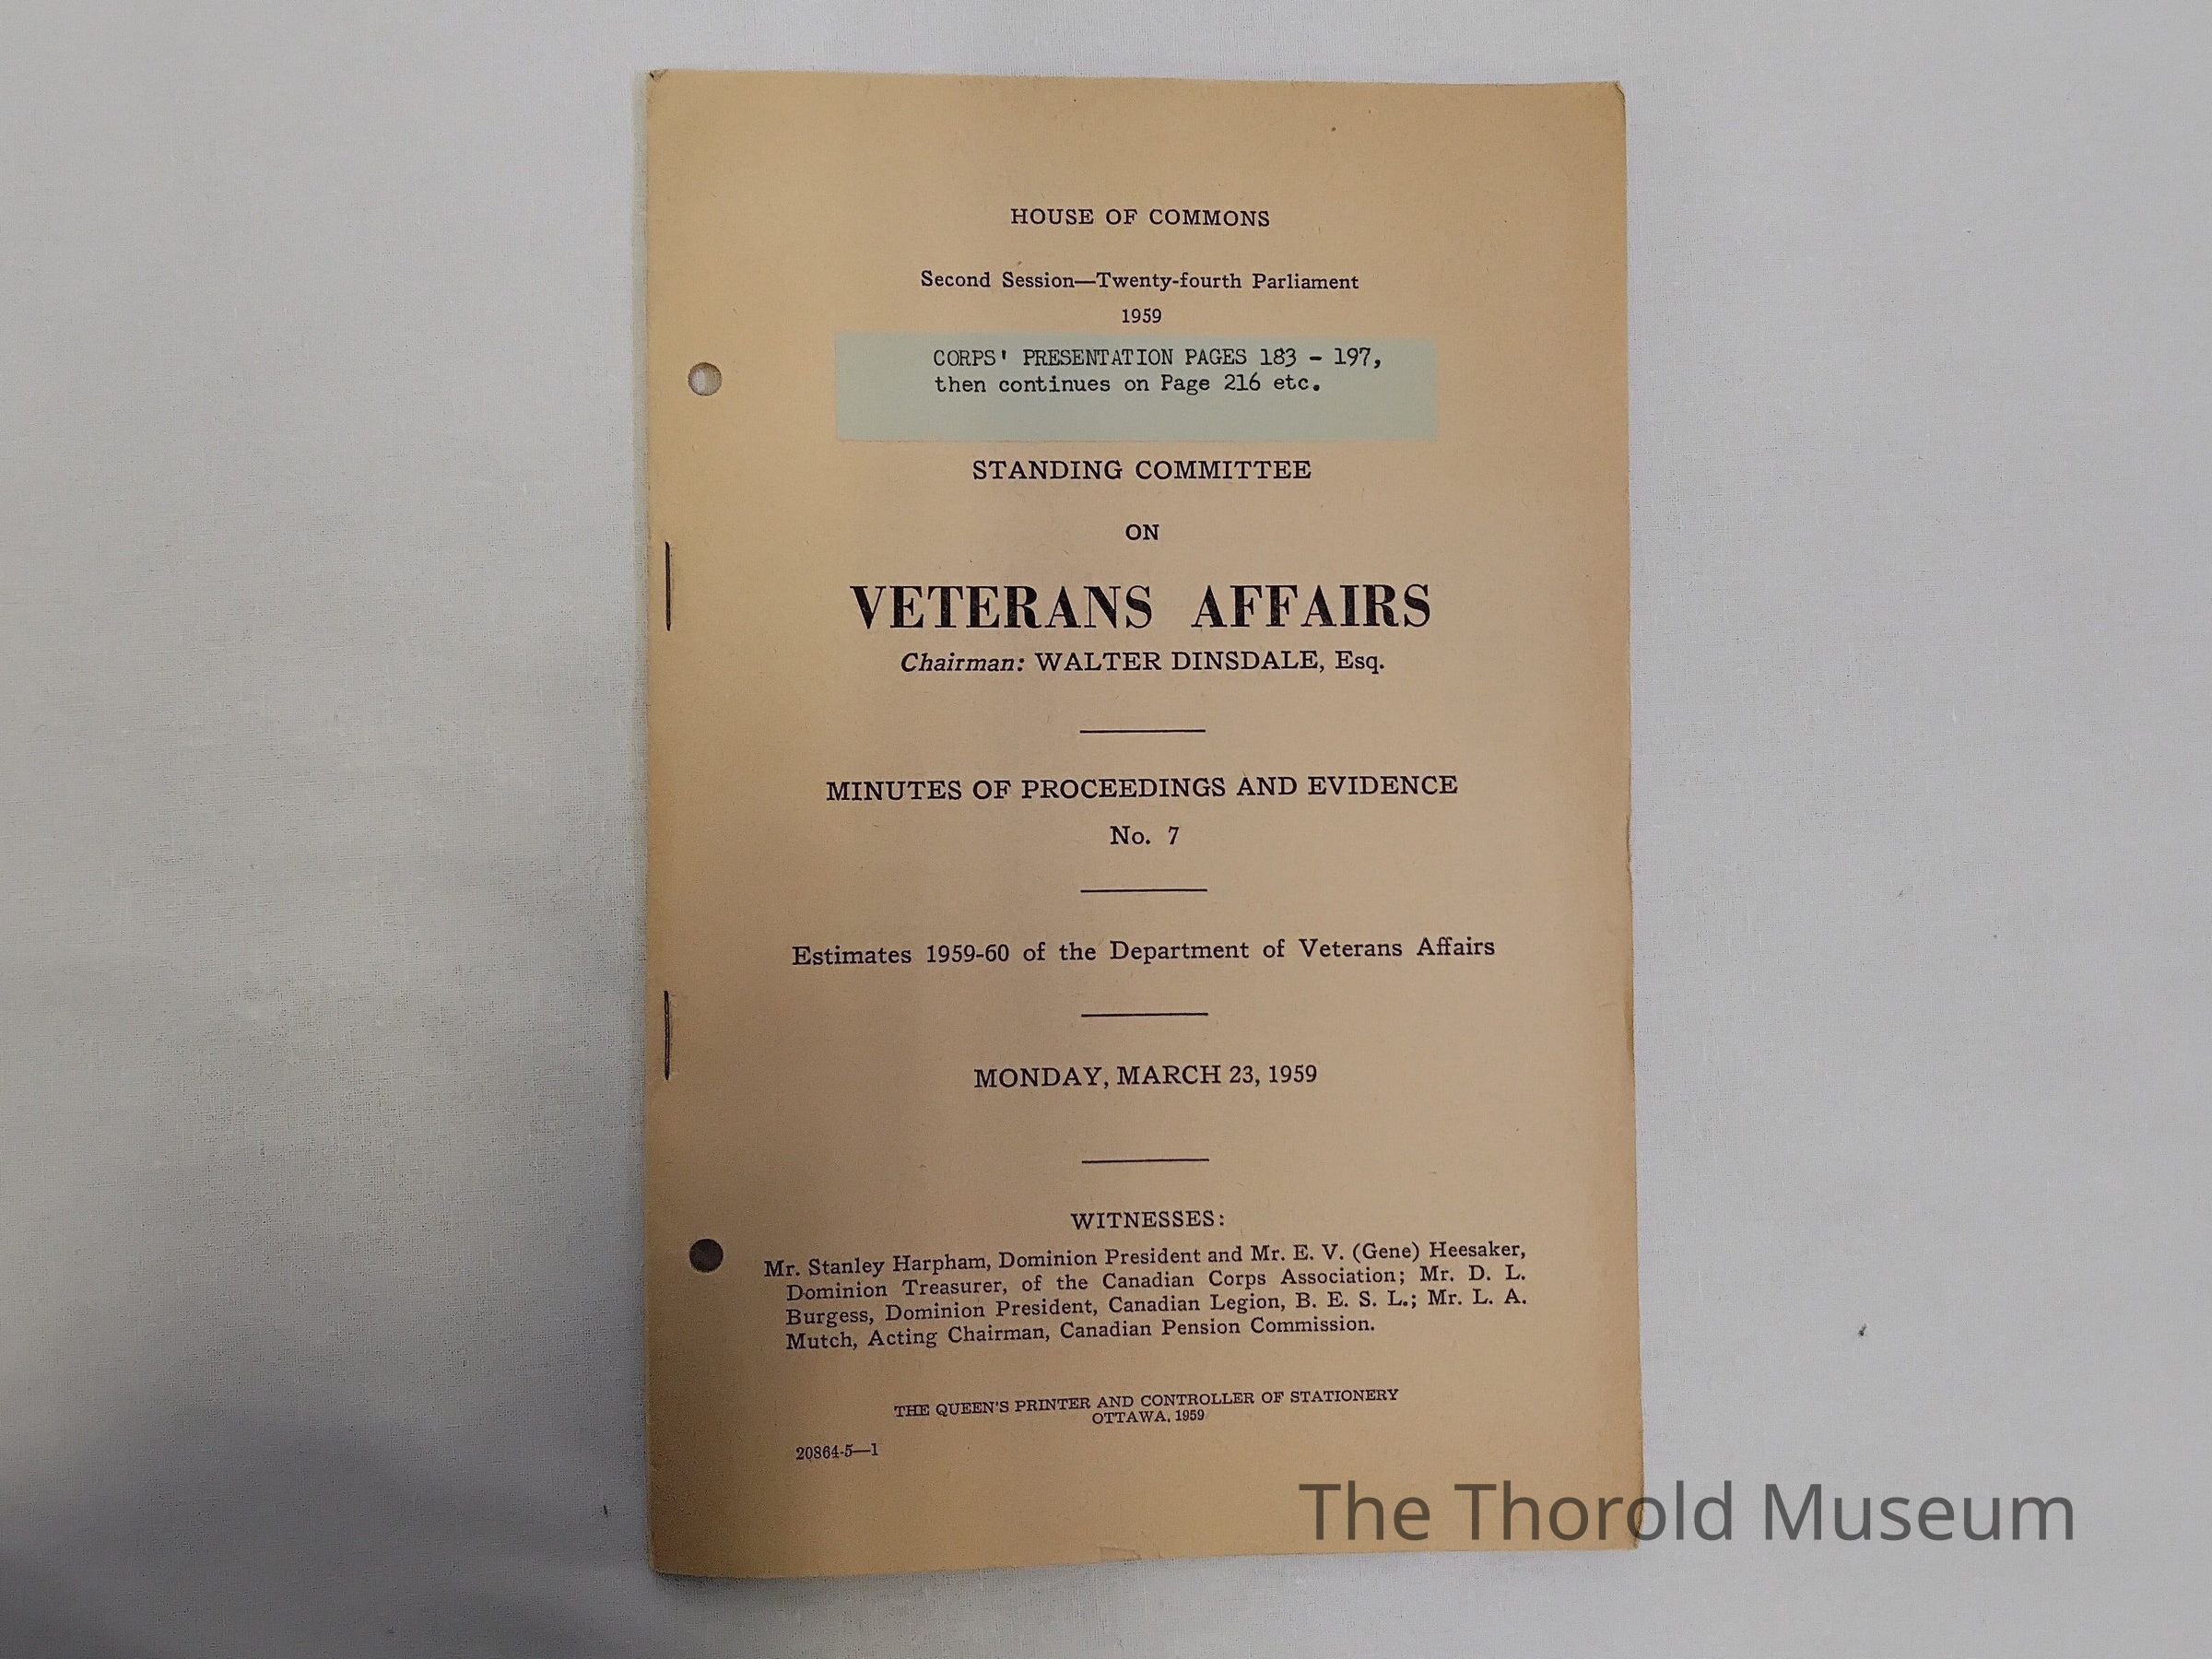 HOUSE OF COMMONS
Second Session—Twenty-fourth Parliament
1959
CORPS' PRESENTATION PAGES 183 - 197,
then continues on Page 216 etc.
STANDING COMMITTEE
ON
VETERANS AFFAIRS
Chairman: WALTER DINSDALE, Esq.
MINUTES OF PROCEEDINGS AND EVIDENCE
No. 7
Estimates 1959-60 of the Department of Veterans Affairs
MONDAY, MARCH 23, 1959
WITNESSES:
Mr. Stanley Harpham, Dominion President and Mr. E. V. (Gene) Heesaker,
Dominion Treasurer, of the Canadian Corps Association; Mr. D. L.
Burgess, Dominion President, Canadian Legion, B. E. S. L.; Mr. L. A.
Mutch, Acting Chairman, Canadian Pension Commission.
THE QUEEN'S PRINTER AND CONTROLLER OF STATIONERY
OTTAWA, 1959
20864-5—1
The Thorold Museum